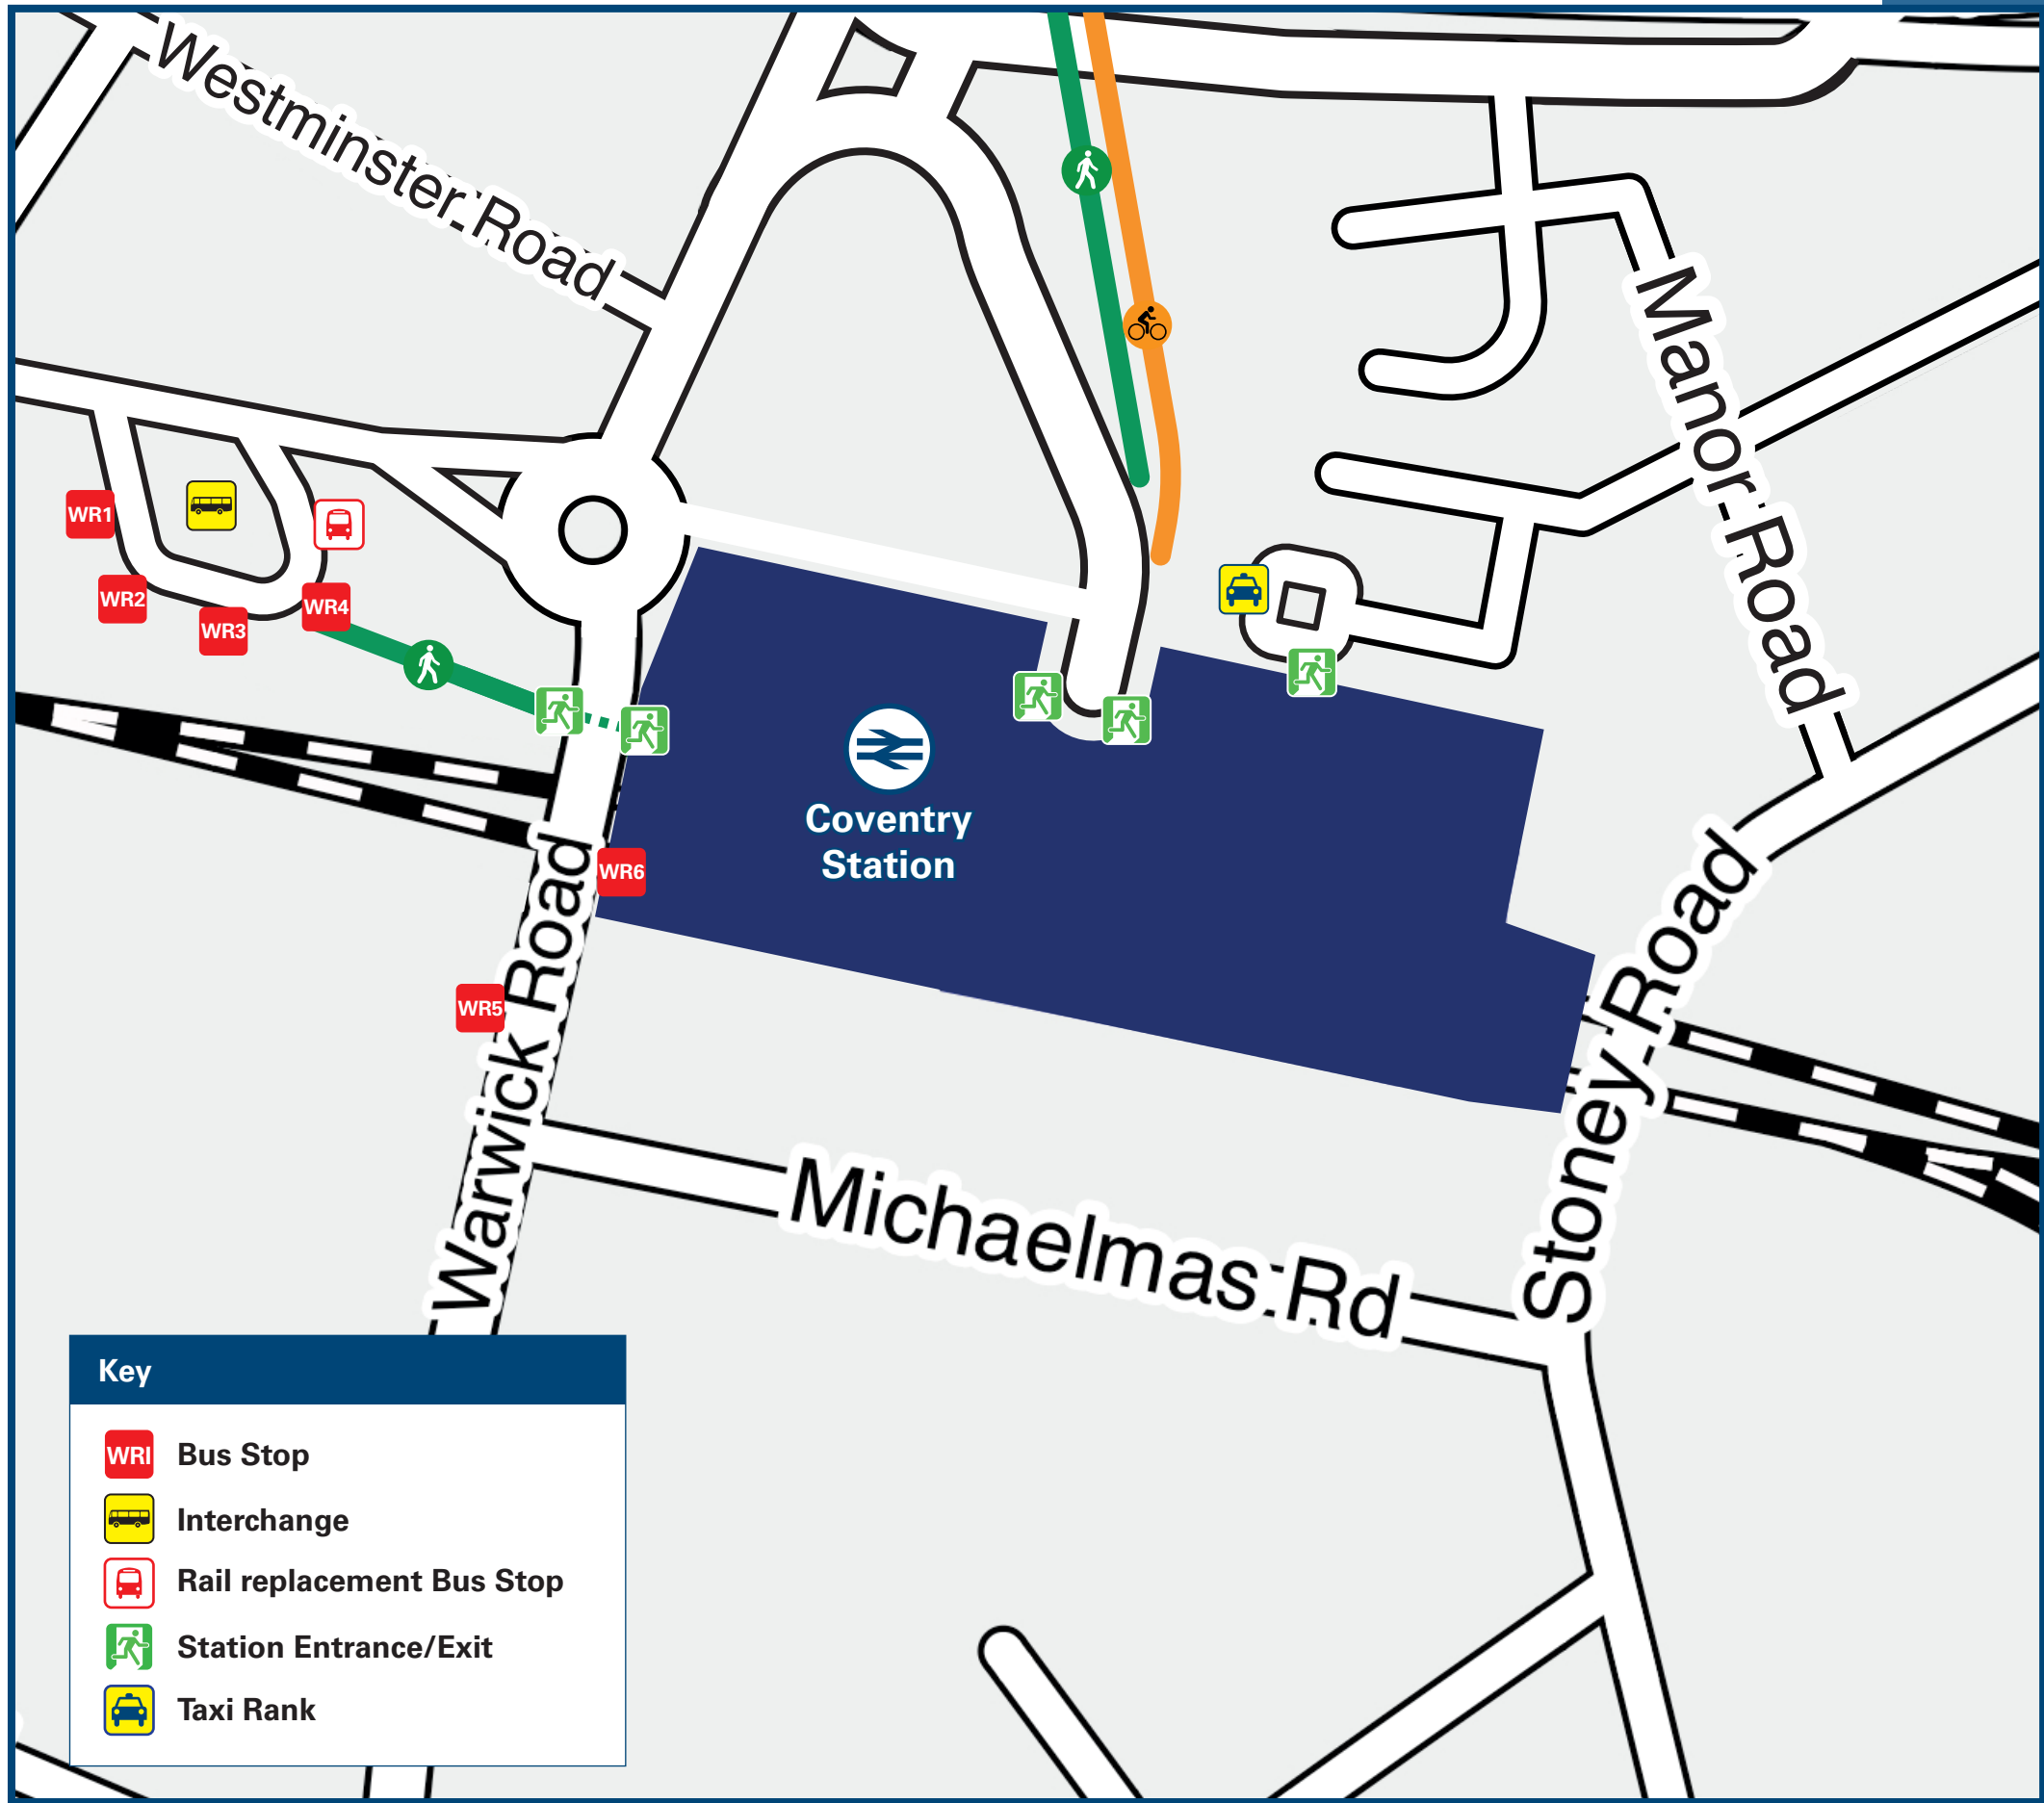 Westminster Road
Manor Road
WR1
WR2
WR3
WR4
Coventry
Station
WR6
WR5
Warwick Road
Stoney Road
Michaelmas Rd
Key
WRI Bus Stop
Interchange
Rail replacement Bus Stop
Station Entrance/Exit
Taxi Rank